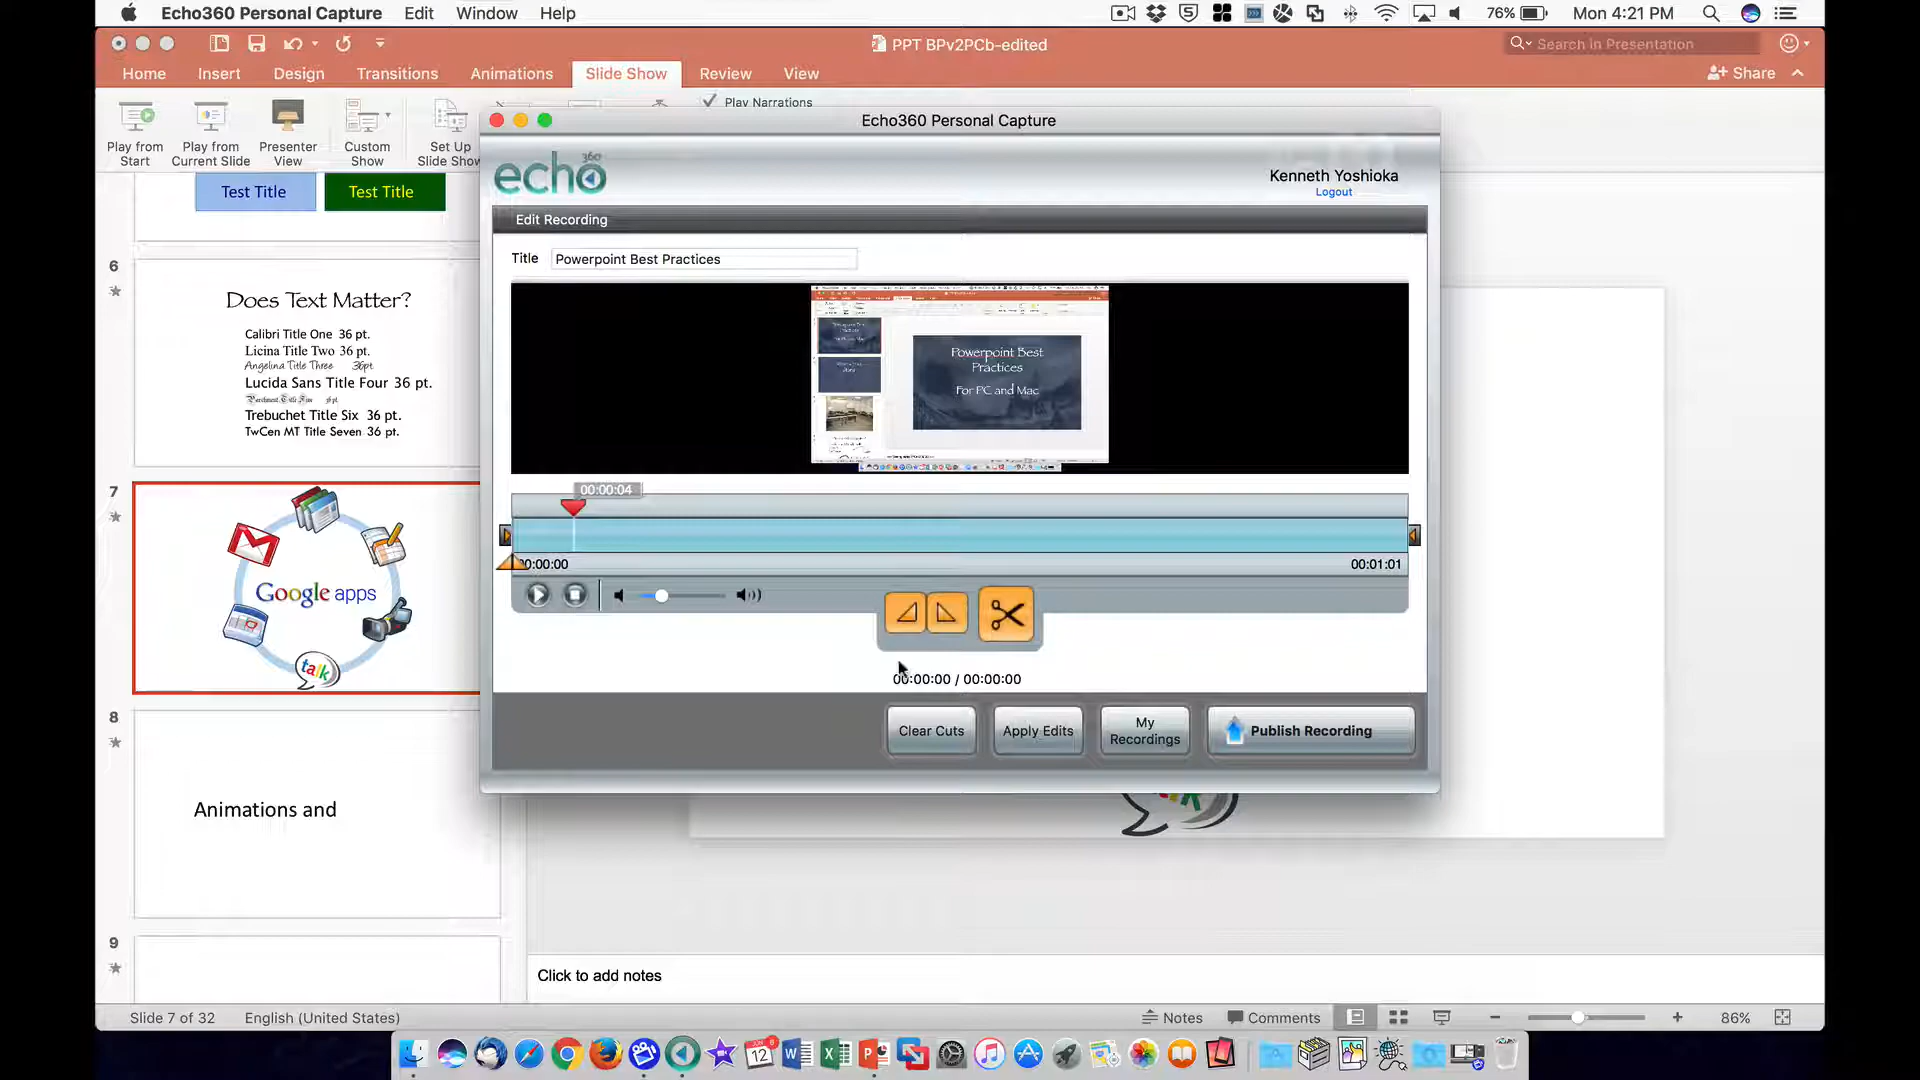 Echo360 Personal Capture Edit Window Help
76% Mon 4:21 PM
PPT BPv2PCb-edited
Search in Presentation
Home Insert Design Transitions Animations Slide Show Review View
Share
Play Narrations
Play from Start
Play from Current Slide
Presenter View
Custom Show
Set Up Slide Show
Echo360 Personal Capture
echo 360
Kenneth Yoshioka
Logout
Edit Recording
Title Powerpoint Best Practices
Powerpoint Best
Practices
For PC and Mac
00:00:04
00:00:00
00:01:01
00:00:00 / 00:00:00
Clear Cuts
Apply Edits
My
Recordings
Publish Recording
Test Title Test Title
6
Does Text Matter?
Calibri Title One 36 pt.
Licina Title Two 36 pt.
Angelina Title Three 36pt
Lucida Sans Title Four 36 pt.
Trebuchet Title Six 36 pt.
TwCen MT Title Seven 36 pt.
7
Google apps
talk
8
Animations and
9
Click to add notes
Slide 7 of 32 English (United States)
Notes Comments 86%
12